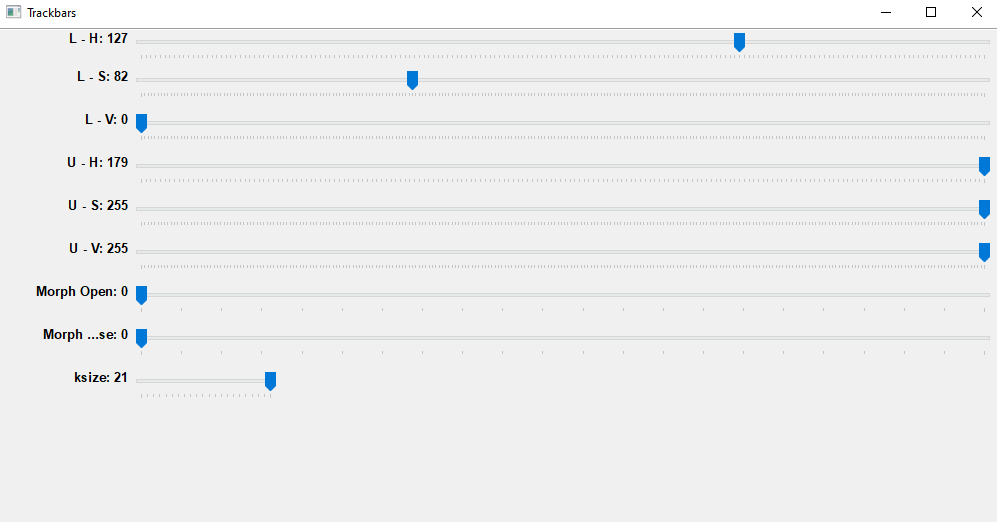 Trackbars
L - H: 127
L - S: 82
L - V: 0
U - H: 179
U - S: 255
U - V: 255
Morph Open: 0
Morph ...se: 0
ksize: 21